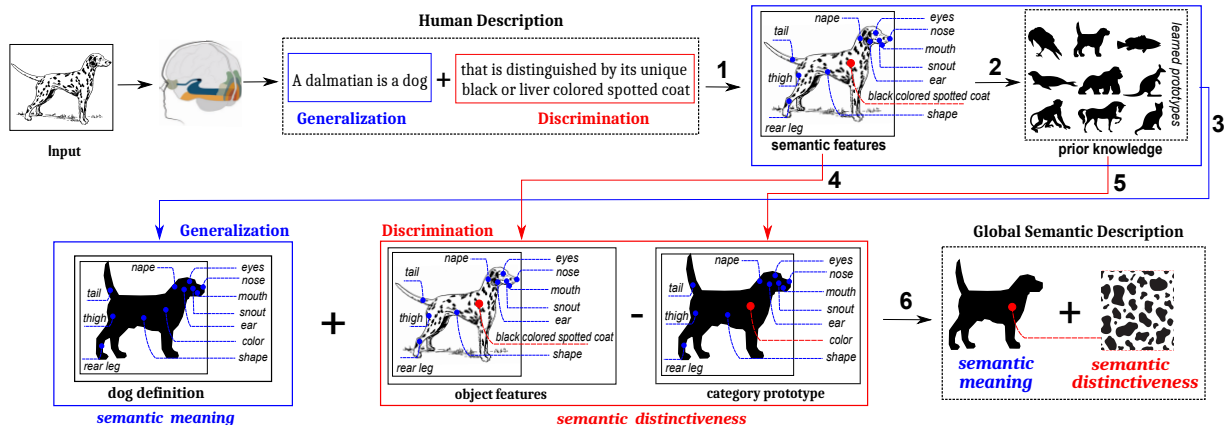 Human Description
Input
A dalmatian is a dog
+
that is distinguished by its unique
black or liver colored spotted coat
Generalization
Discrimination
1
nape
eyes
tail
nose
mouth
thigh
snout
ear
black colored spotted coat
shape
rear leg
semantic features
2
learned prototypes
prior knowledge
3
4
5
Generalization
nape
eyes
nose
tail
mouth
snout
thigh
ear
color
shape
rear leg
dog definition
semantic meaning
+
Discrimination
nape
eyes
tail
nose
mouth
thigh
snout
ear
black colored spotted coat
shape
rear leg
object features
-
nape
eyes
nose
tail
mouth
snout
thigh
ear
color
shape
rear leg
category prototype
semantic distinctiveness
6
Global Semantic Description
+
semantic
meaning
semantic
distinctiveness